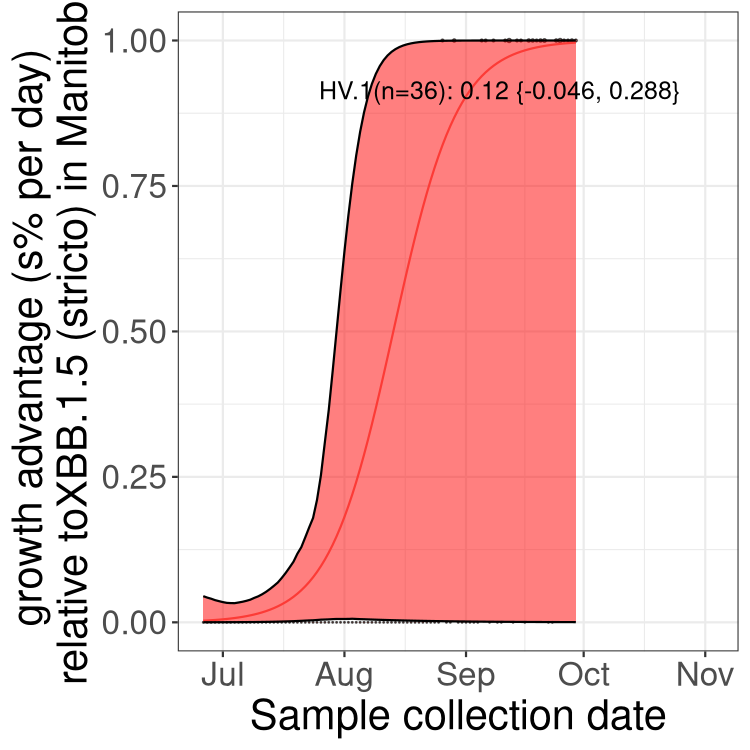 growth advantage (s% per day)
relative toXBB.1.5 (stricto) in Manitob
1.00
0.75
0.50
0.25
0.00
HV.1(n=36): 0.12 {-0.046, 0.288}
Jul Aug Sep Oct Nov
Sample collection date